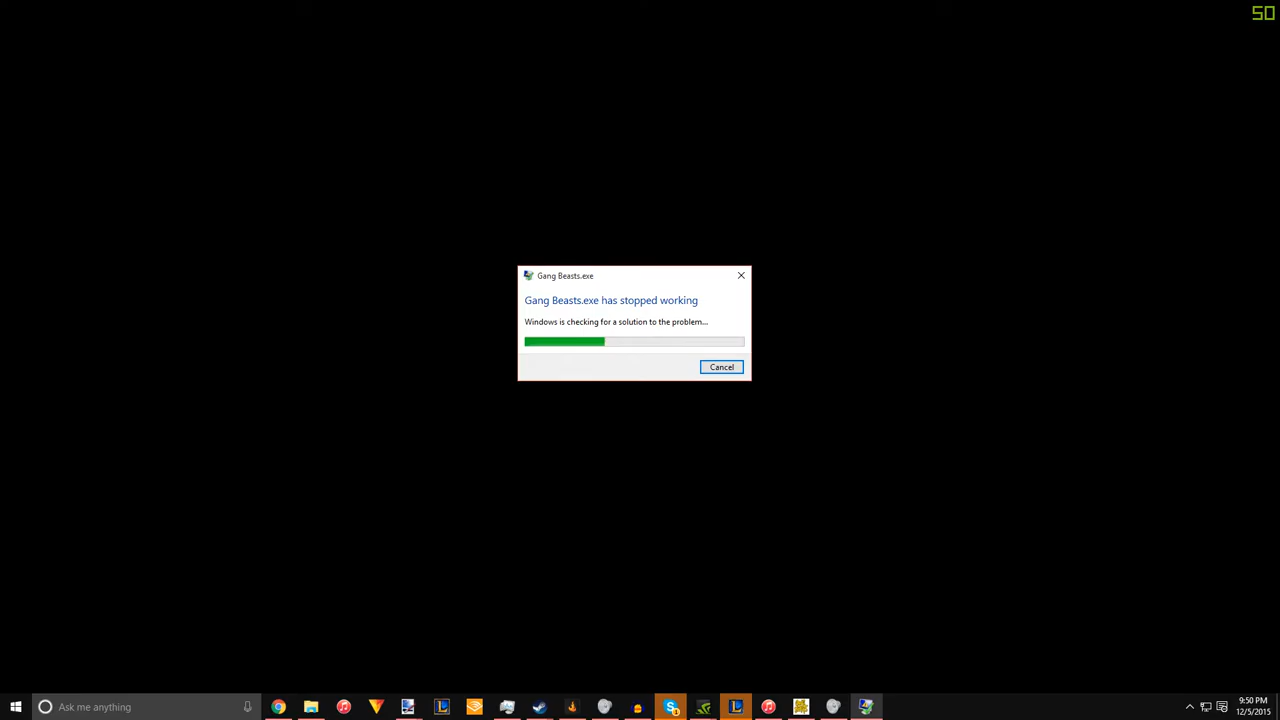 50
Gang Beasts.exe
Gang Beasts.exe has stopped working
Windows is checking for a solution to the problem...
Cancel
Ask me anything
9:50 PM
12/5/2015